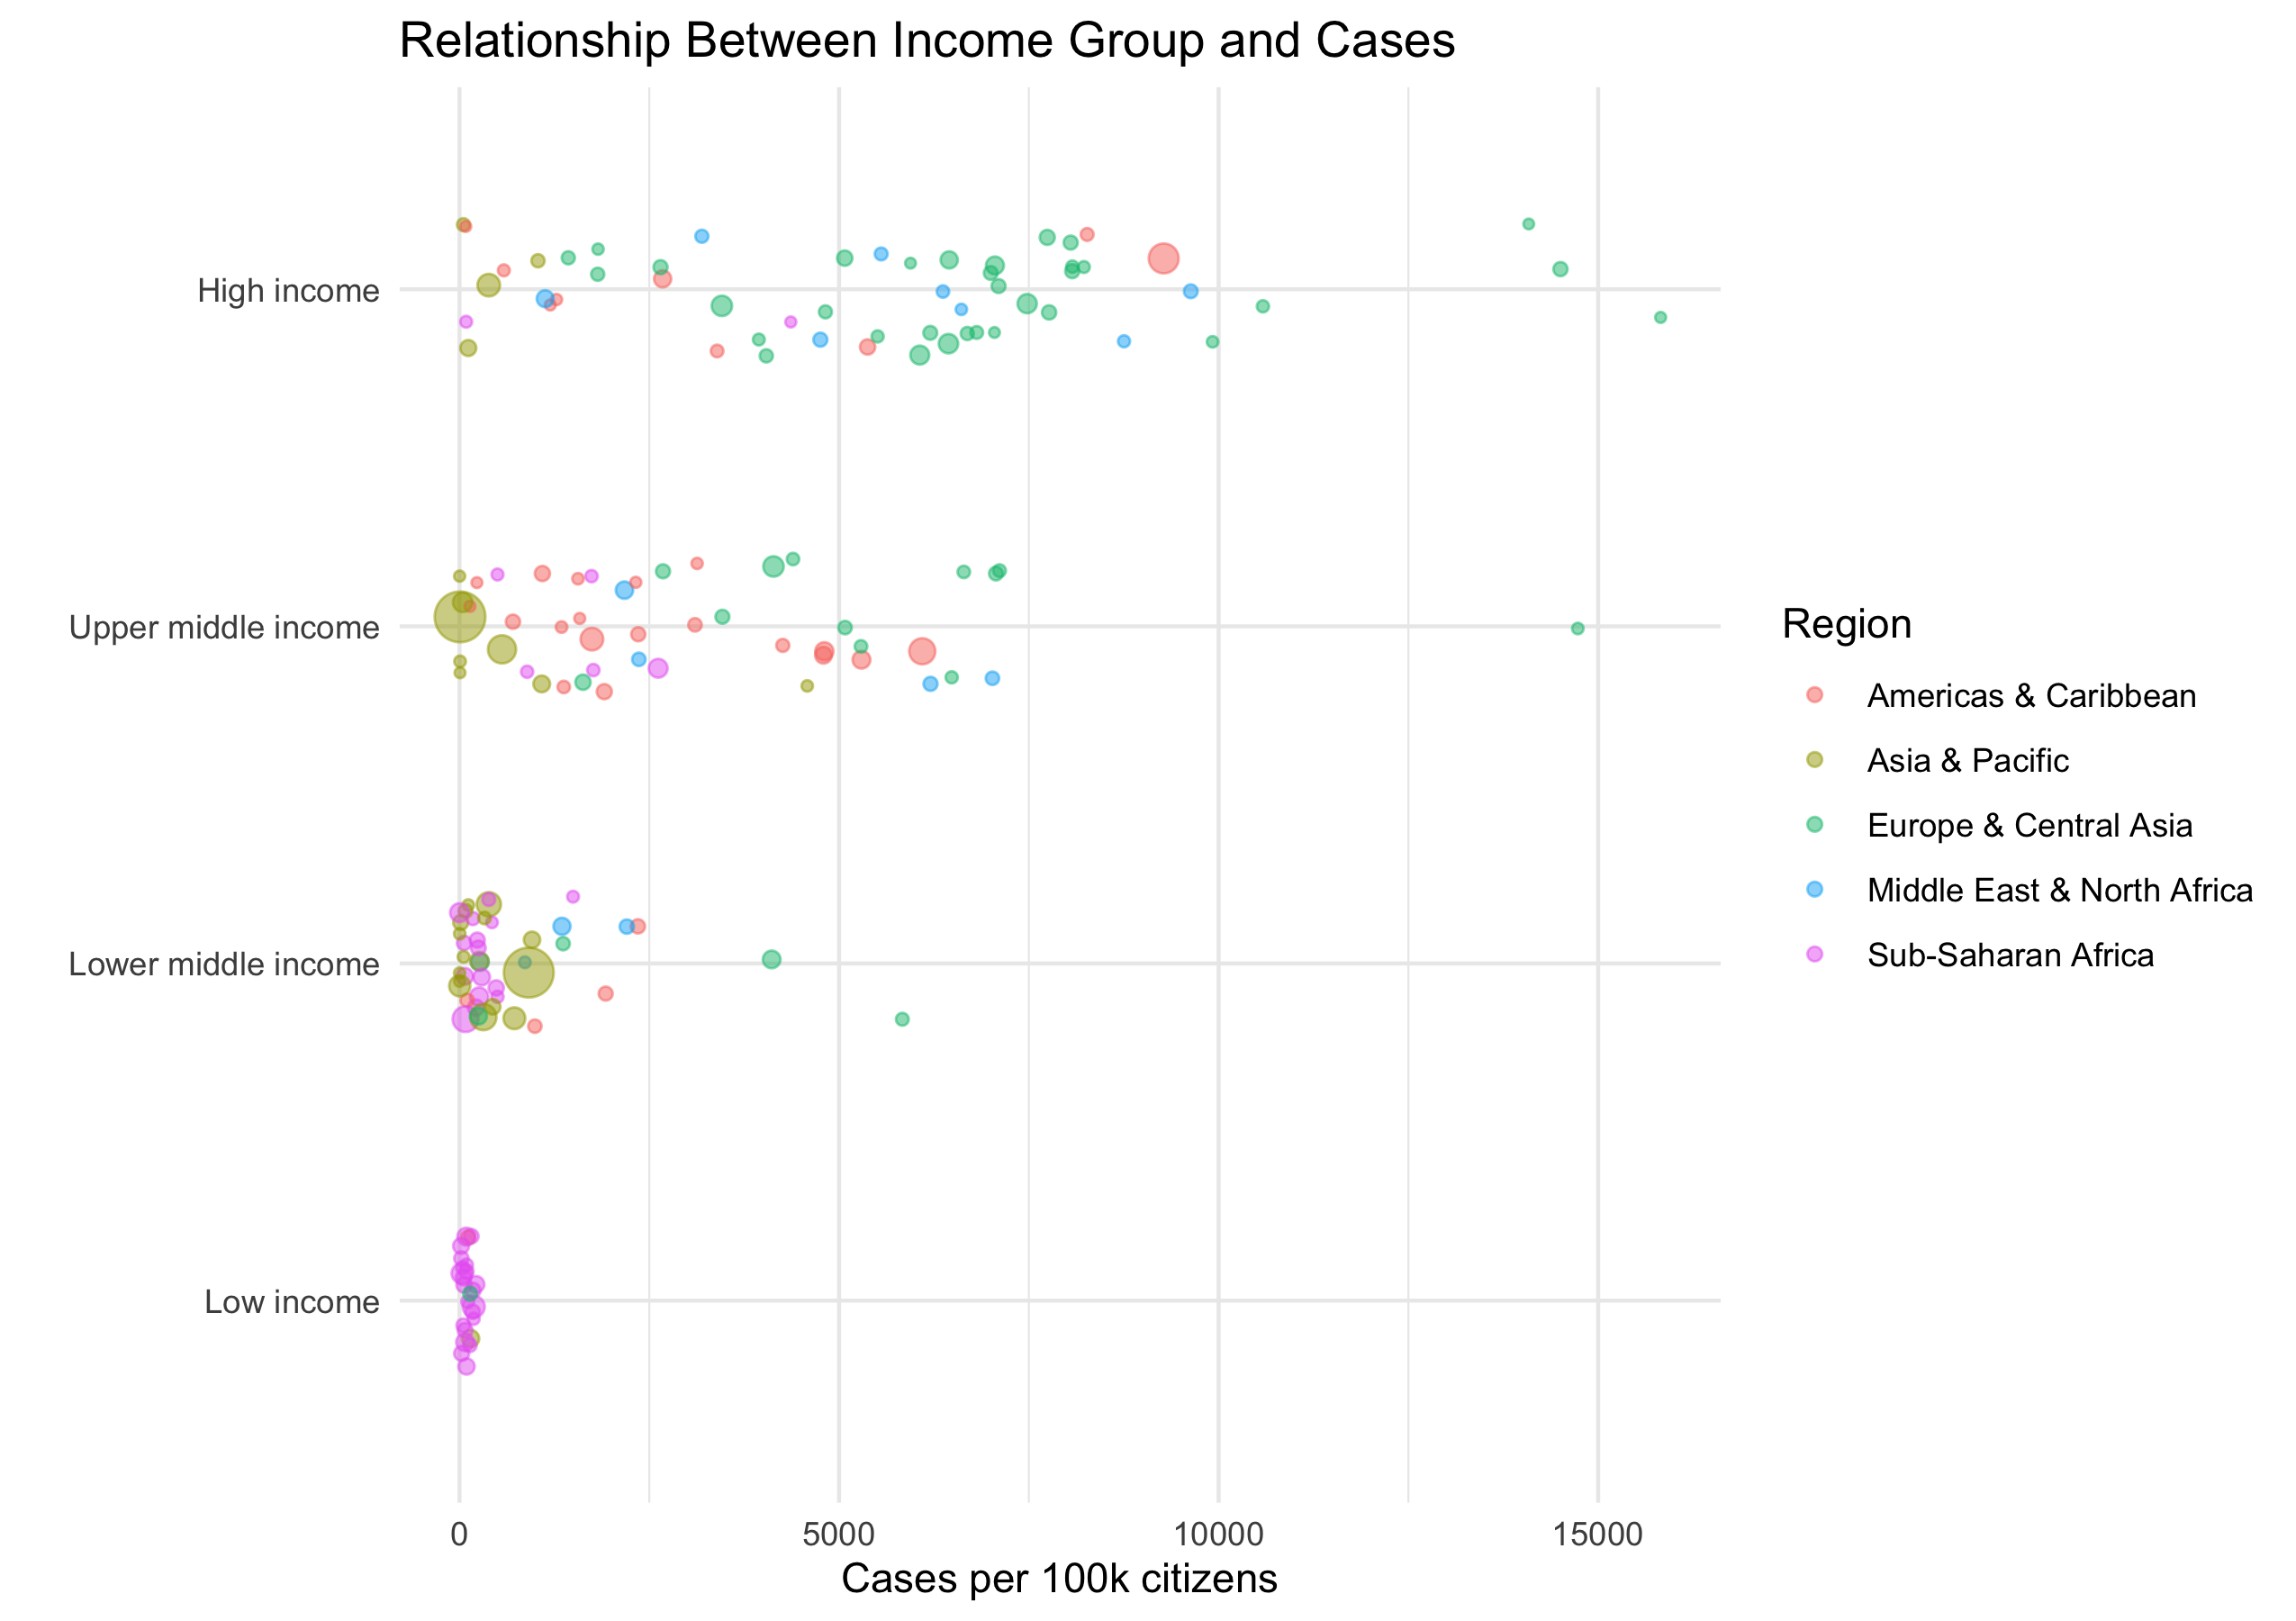 Relationship Between Income Group and Cases
High income
Upper middle income
Lower middle income
Low income
0
5000
10000
15000
Cases per 100k citizens
Region
Americas & Caribbean
Asia & Pacific
Europe & Central Asia
Middle East & North Africa
Sub-Saharan Africa